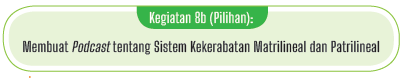 Kegiatan 8b (Pilihan):
Membuat Podcast tentang Sistem Kekerabatan Matrilineal dan Patrilineal